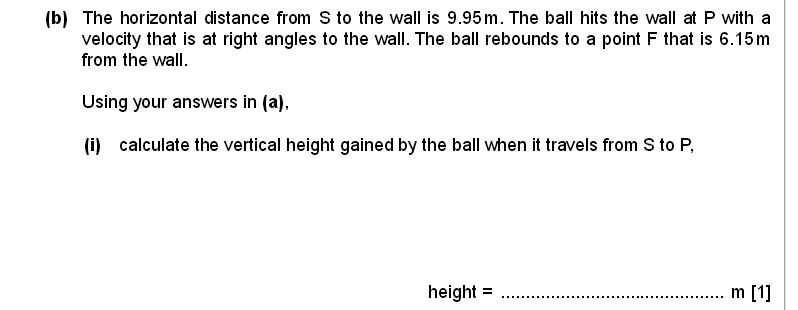 (b) The horizontal distance from S to the wall is 9.95 m. The ball hits the wall at P with a
velocity that is at right angles to the wall. The ball rebounds to a point F that is 6.15 m
from the wall.
Using your answers in (a),
(i) calculate the vertical height gained by the ball when it travels from S to P,
height = ............................................. m [1]